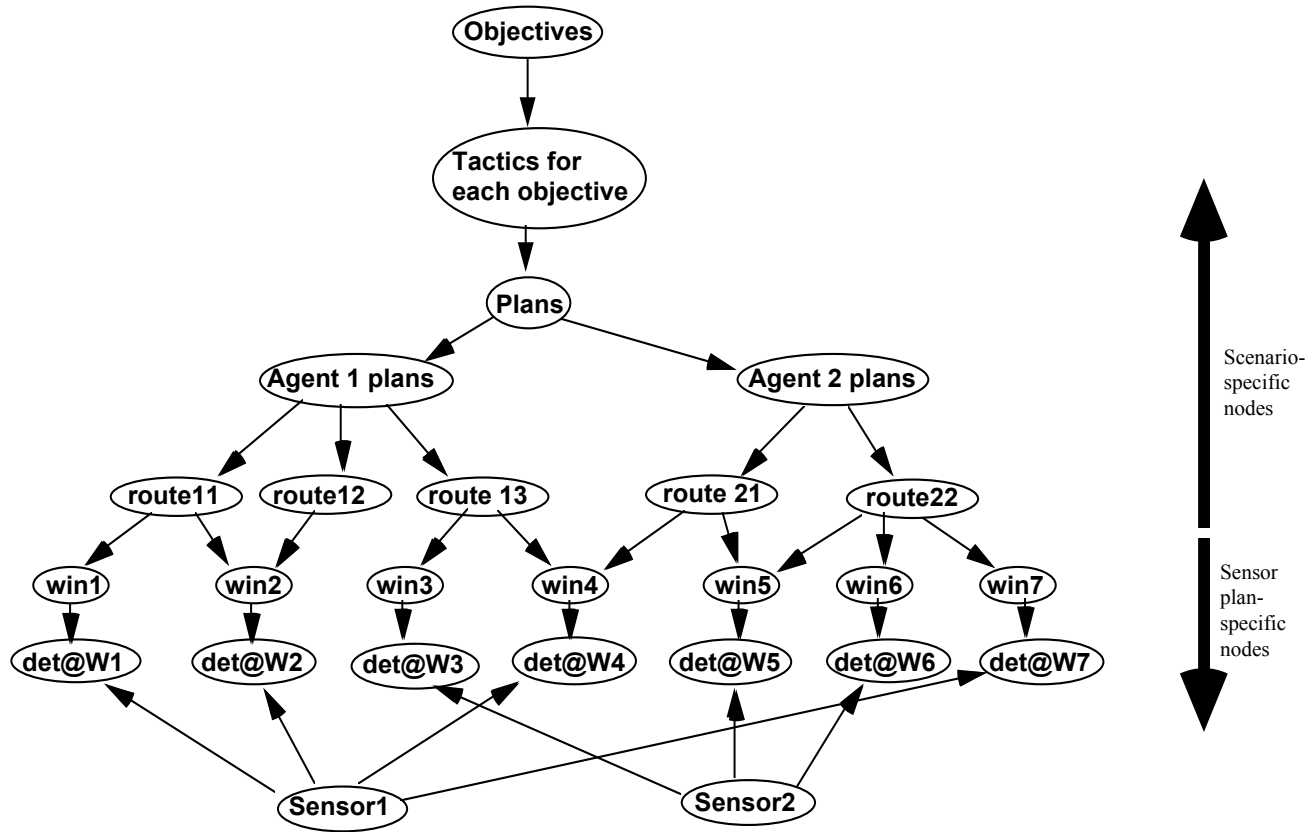 Objectives
Tactics for
each objective
Plans
Agent 1 plans
Agent 2 plans
Scenario-
specific
nodes
route11
route12
route 13
route 21
route22
win1
win2
win3
win4
win5
win6
win7
Sensor
plan-
specific
nodes
det@W1
det@W2
det@W3
det@W4
det@W5
det@W6
det@W7
Sensor1
Sensor2